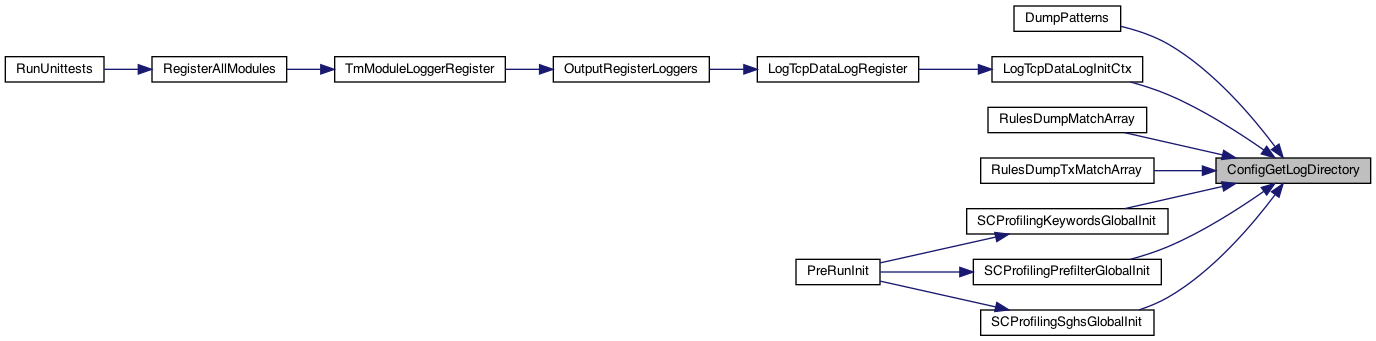 DumpPatterns
RunUnittests
RegisterAllModules
TmModuleLoggerRegister
OutputRegisterLoggers
LogTcpDataLogRegister
LogTcpDataLogInitCtx
RulesDumpMatchArray
RulesDumpTxMatchArray
ConfigGetLogDirectory
SCProfilingKeywordsGlobalInit
PreRunInit
SCProfilingPrefilterGlobalInit
SCProfilingSghsGlobalInit